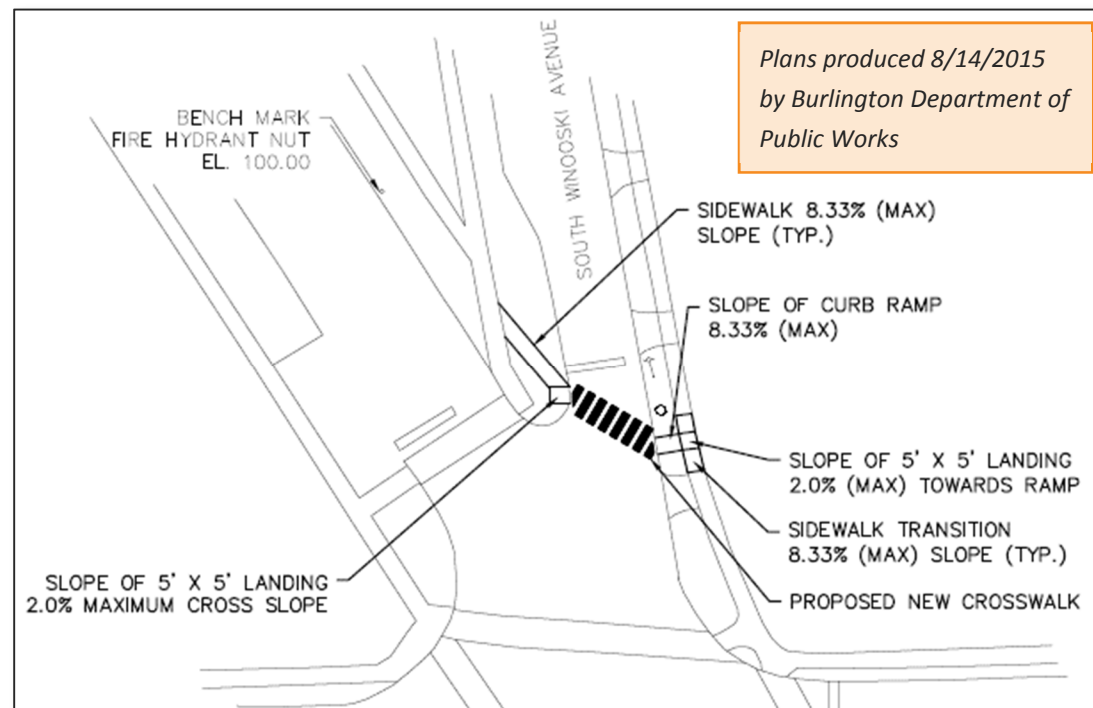 Plans produced 8/14/2015
by Burlington Department of
Public Works
BENCH MARK
FIRE HYDRANT NUT
EL. 100.00
SOUTH WINOOSKI AVENUE
SIDEWALK 8.33% (MAX)
SLOPE (TYP.)
SLOPE OF CURB RAMP
8.33% (MAX)
SLOPE OF 5' X 5' LANDING
2.0% (MAX) TOWARDS RAMP
SIDEWALK TRANSITION
8.33% (MAX) SLOPE (TYP.)
PROPOSED NEW CROSSWALK
SLOPE OF 5' X 5' LANDING
2.0% MAXIMUM CROSS SLOPE